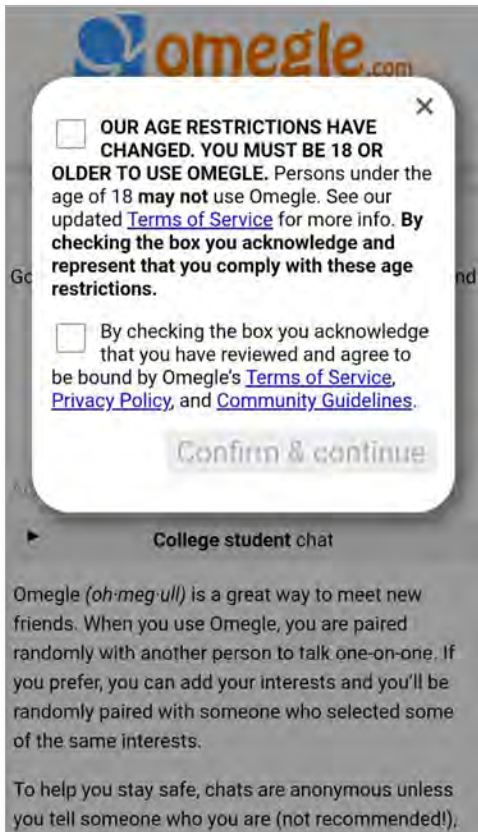 omegle.com
×
OUR AGE RESTRICTIONS HAVE
CHANGED. YOU MUST BE 18 OR
OLDER TO USE OMEGLE. Persons under the
age of 18 may not use Omegle. See our
updated Terms of Service for more info. By
checking the box you acknowledge and
represent that you comply with these age
restrictions.
By checking the box you acknowledge
that you have reviewed and agree to
be bound by Omegle's Terms of Service,
Privacy Policy, and Community Guidelines.
Confirm & continue
College student chat
Omegle (oh·meg·ull) is a great way to meet new
friends. When you use Omegle, you are paired
randomly with another person to talk one-on-one. If
you prefer, you can add your interests and you'll be
randomly paired with someone who selected some
of the same interests.
To help you stay safe, chats are anonymous unless
you tell someone who you are (not recommended!),